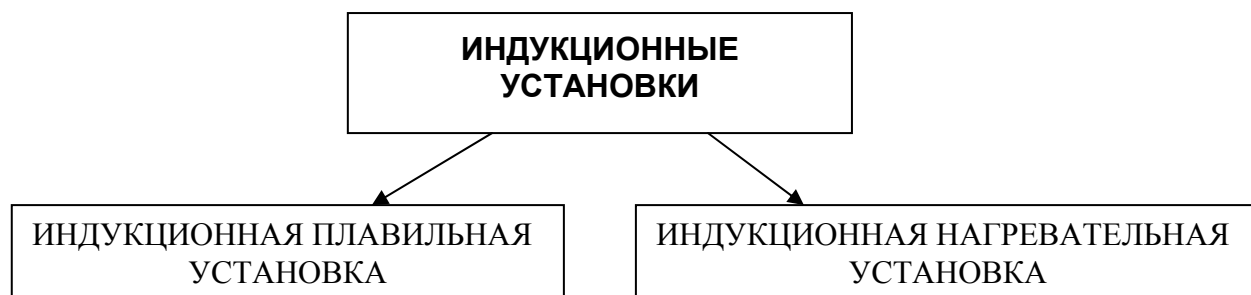 ИНДУКЦИОННЫЕ
УСТАНОВКИ
ИНДУКЦИОННАЯ ПЛАВИЛЬНАЯ
УСТАНОВКА
ИНДУКЦИОННАЯ НАГРЕВАТЕЛЬНАЯ
УСТАНОВКА